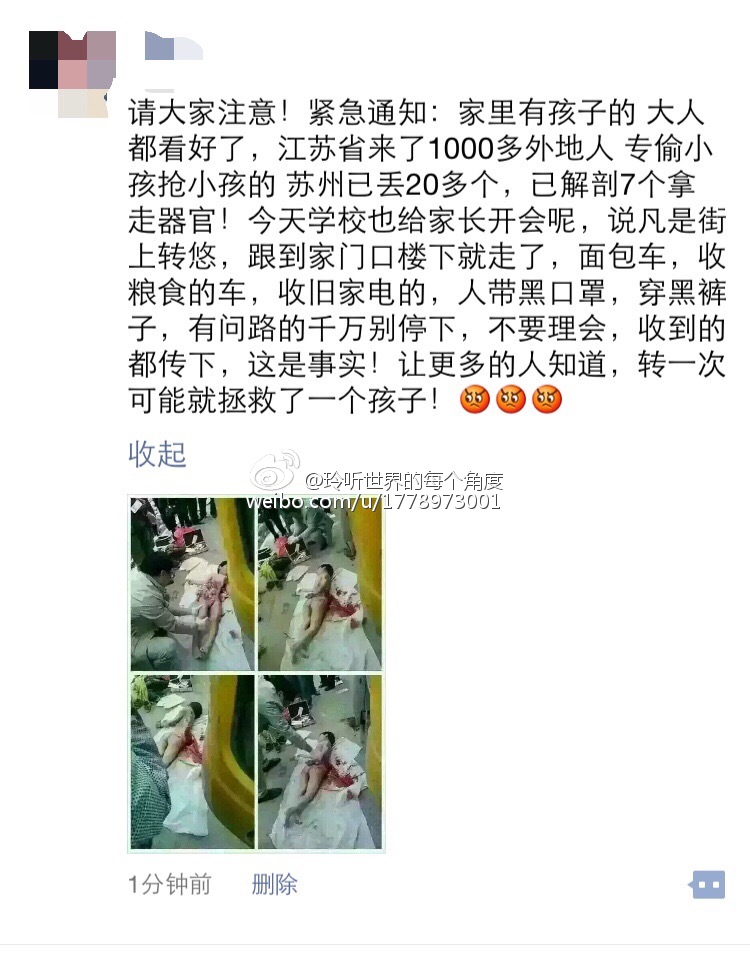 请大家注意！紧急通知：家里有孩子的 大人
都看好了，江苏省来了1000多外地人 专偷小
孩抢小孩的 苏州已丢20多个，已解剖7个拿
走器官！今天学校也给家长开会呢，说凡是街
上转悠，跟到家门口楼下就走了，面包车，收
粮食的车，收旧家电的，人带黑口罩，穿黑裤
子，有问路的千万别停下，不要理会，收到的
都传下，这是事实！让更多的人知道，转一次
可能就拯救了一个孩子！😡😡😡
收起
@玲听世界的每个角度
weibo.com/u/1778973001
1分钟前 删除